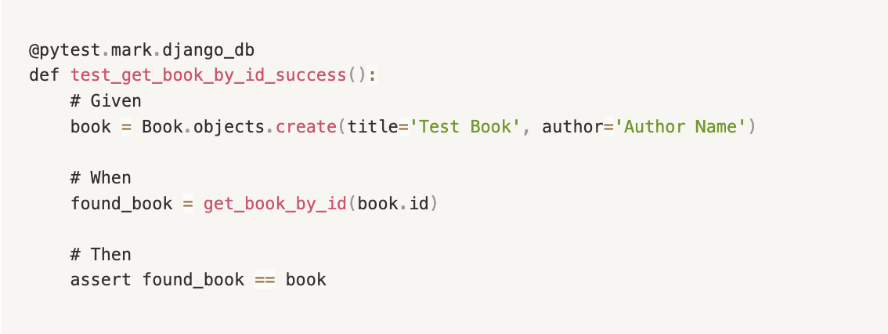 @pytest.mark.django_db
def test_get_book_by_id_success():
    # Given
    book = Book.objects.create(title='Test Book', author='Author Name')

    # When
    found_book = get_book_by_id(book.id)

    # Then
    assert found_book == book